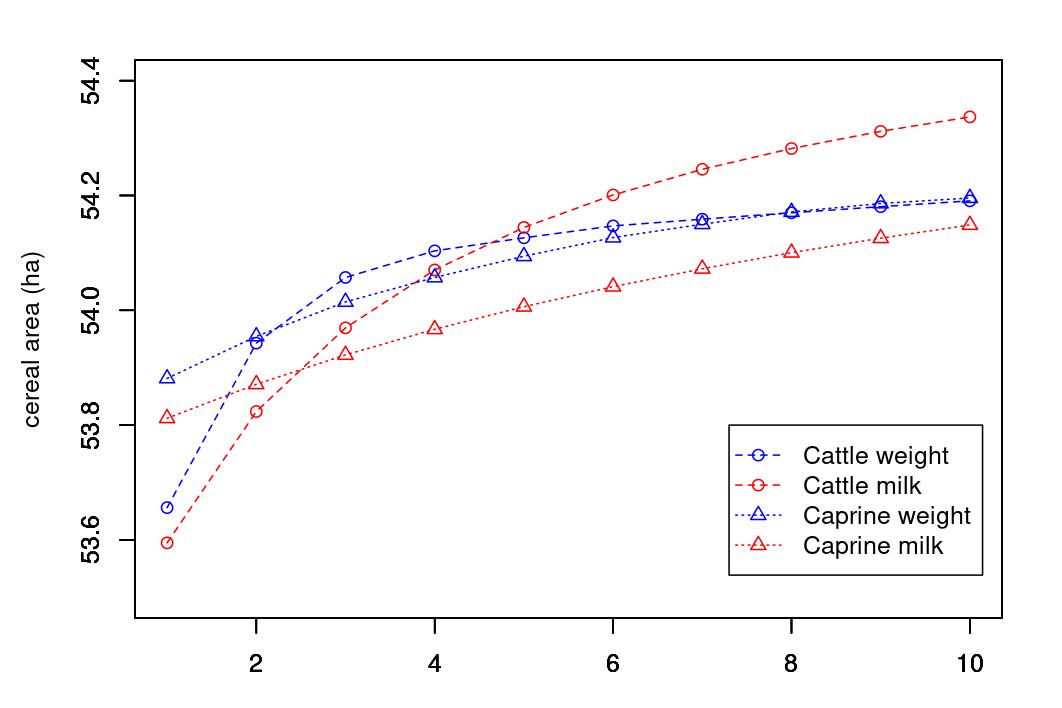 54.4
54.2
54.0
53.8
53.6
cereal area (ha)
Cattle weight
Cattle milk
Caprine weight
Caprine milk
2 4 6 8 10